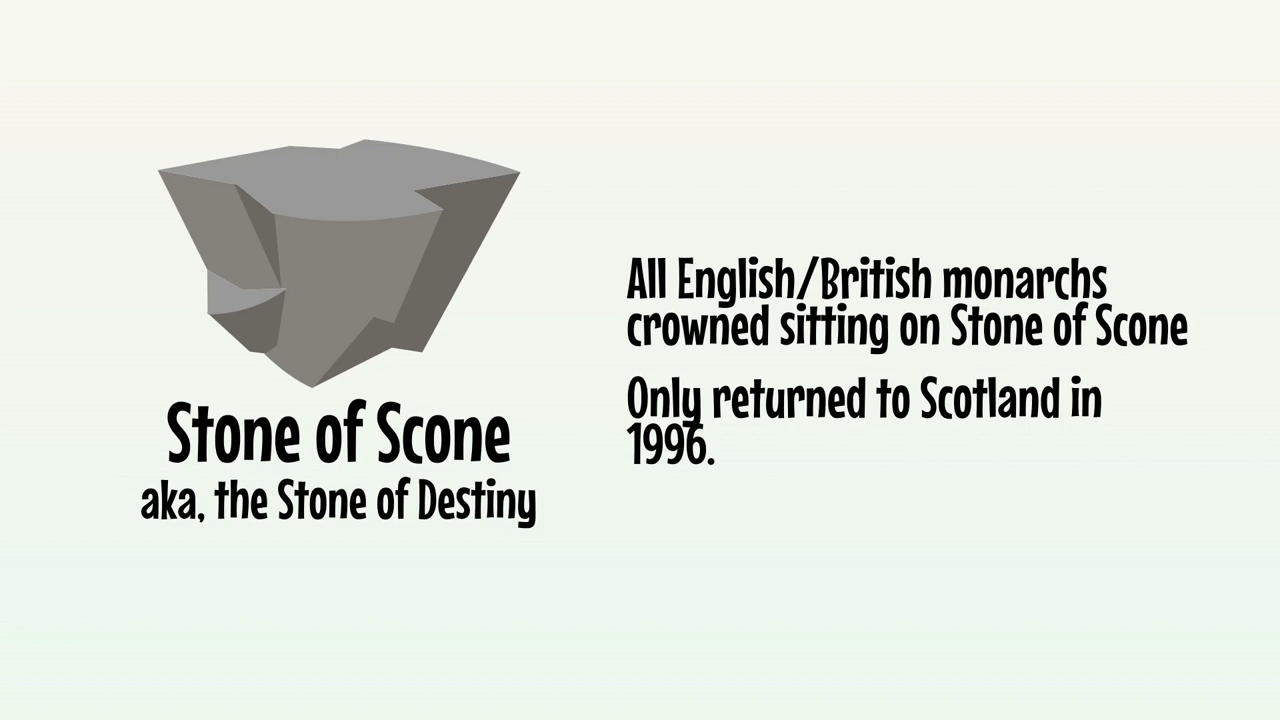 Stone of Scone
aka, the Stone of Destiny
All English/British monarchs
crowned sitting on Stone of Scone
Only returned to Scotland in
1996.